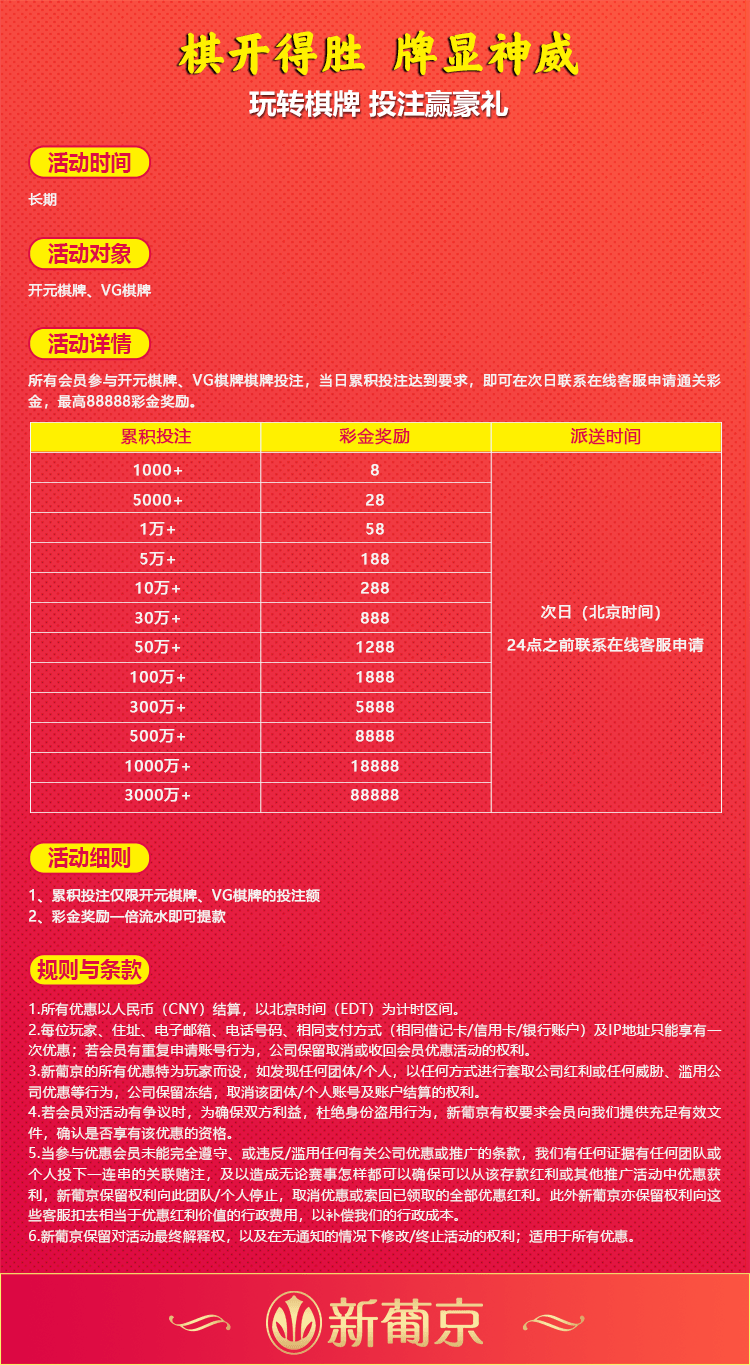 棋开得胜 牌显神威
玩转棋牌 投注赢豪礼
活动时间
长期
活动对象
开元棋牌、VG棋牌
活动详情
所有会员参与开元棋牌、VG棋牌棋牌投注，当日累积投注达到要求，即可在次日联系在线客服申请通关彩
金，最高88888彩金奖励。
累积投注 彩金奖励 派送时间
1000+ 8
5000+ 28
1万+ 58
5万+ 188
10万+ 288
30万+ 888
50万+ 1288
100万+ 1888
300万+ 5888
500万+ 8888
1000万+ 18888
3000万+ 88888
次日（北京时间）
24点之前联系在线客服申请
活动细则
1、累积投注仅限开元棋牌、VG棋牌的投注额
2、彩金奖励一倍流水即可提款
规则与条款
1.所有优惠以人民币（CNY）结算，以北京时间（EDT）为计时区间。
2.每位玩家、住址、电子邮箱、电话号码、相同支付方式（相同借记卡/信用卡/银行账户）及IP地址只能享有一
次优惠；若会员有重复申请账号行为，公司保留取消或收回会员优惠活动的权利。
3.新葡京的所有优惠特为玩家而设，如发现任何团体/个人，以任何方式进行套取公司红利或任何威胁、滥用公
司优惠等行为，公司保留冻结，取消该团体/个人账号及账户结算的权利。
4.若会员对活动有争议时，为确保双方利益，杜绝身份盗用行为，新葡京有权要求会员向我们提供充足有效文
件，确认是否享有该优惠的资格。
5.当参与优惠会员未能完全遵守、或违反/滥用任何有关公司优惠或推广的条款，我们有任何证据有任何团队或
个人投下一连串的关联赌注，及以造成无论赛事怎样都可以确保可以从该存款红利或其他推广活动中优惠获
利，新葡京保留权利向此团队/个人停止，取消优惠或索回已领取的全部优惠红利。此外新葡京亦保留权利向这
些客服扣去相当于优惠红利价值的行政费用，以补偿我们的行政成本。
6.新葡京保留对活动最终解释权，以及在无通知的情况下修改/终止活动的权利；适用于所有优惠。
新葡京